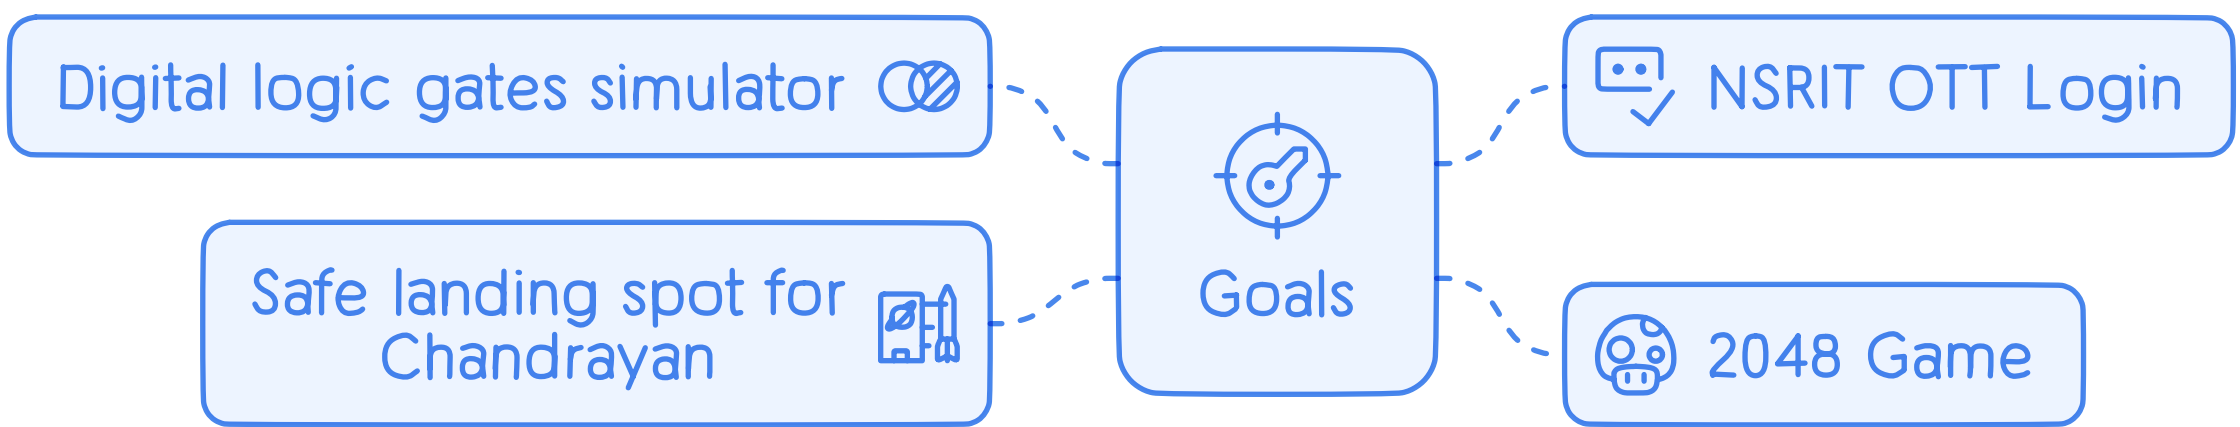 Digital logic gates simulator
Safe landing spot for
Chandrayan
Goals
NSRIT OTT Login
2048 Game